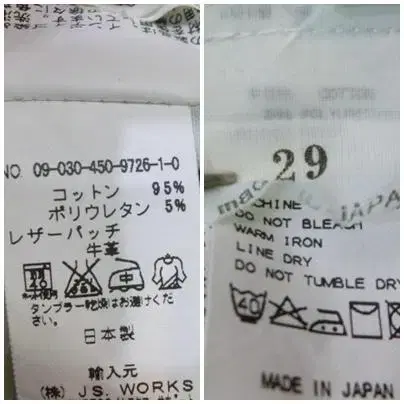 NO 09-030-450-9726-1-0
コットン 95%
ポリウレタン 5%
レザーパッチ
牛革
タンブラー乾燥はお避けくだ
さい。
日本製
輸入元
(株) J.S. WORKS
29
CHINE
DO NOT BLEACH
WARM IRON
LINE DRY
DO NOT TUMBLE DRY
40
MADE IN JAPAN